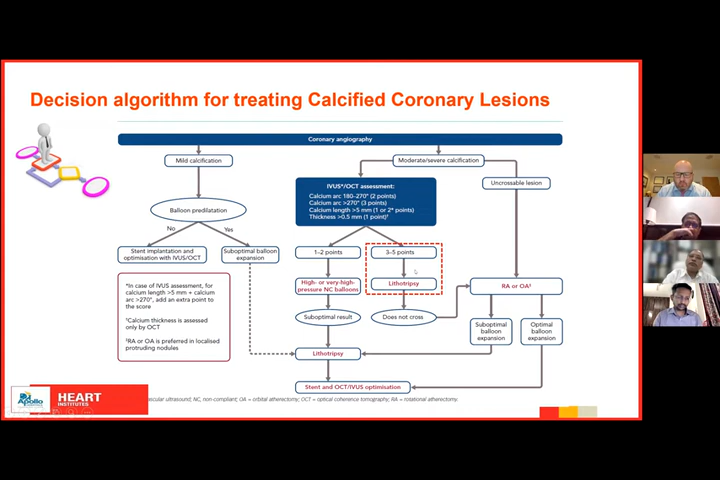 Decision algorithm for treating Calcified Coronary Lesions
Coronary angiography
Mild calcification
Moderate/severe calcification
IVUS*/OCT assessment:
Calcium arc 180–270° (2 points)
Calcium arc >270° (3 points)
Calcium length >5 mm (1 or 2* points)
Thickness >0.5 mm (1 point)†
Uncrossable lesion
Balloon predilatation
No
Yes
Stent implantation and
optimisation with IVUS/OCT
Suboptimal balloon
expansion
1–2 points
3–5 points
*In case of IVUS assessment, for
calcium length >5 mm + calcium
arc >270°, add an extra point to
the score
†Calcium thickness is assessed
only by OCT
‡RA or OA is preferred in localised
protruding nodules
High- or very-high-
pressure NC balloons
Lithotripsy
RA or OA‡
Suboptimal result
Does not cross
Suboptimal
balloon
expansion
Optimal
balloon
expansion
Lithotripsy
Stent and OCT/IVUS optimisation
Apollo
HEART
INSTITUTES
vascular ultrasound; NC, non-compliant; OA = orbital atherectomy; OCT = optical coherence tomography; RA = rotational atherectomy.